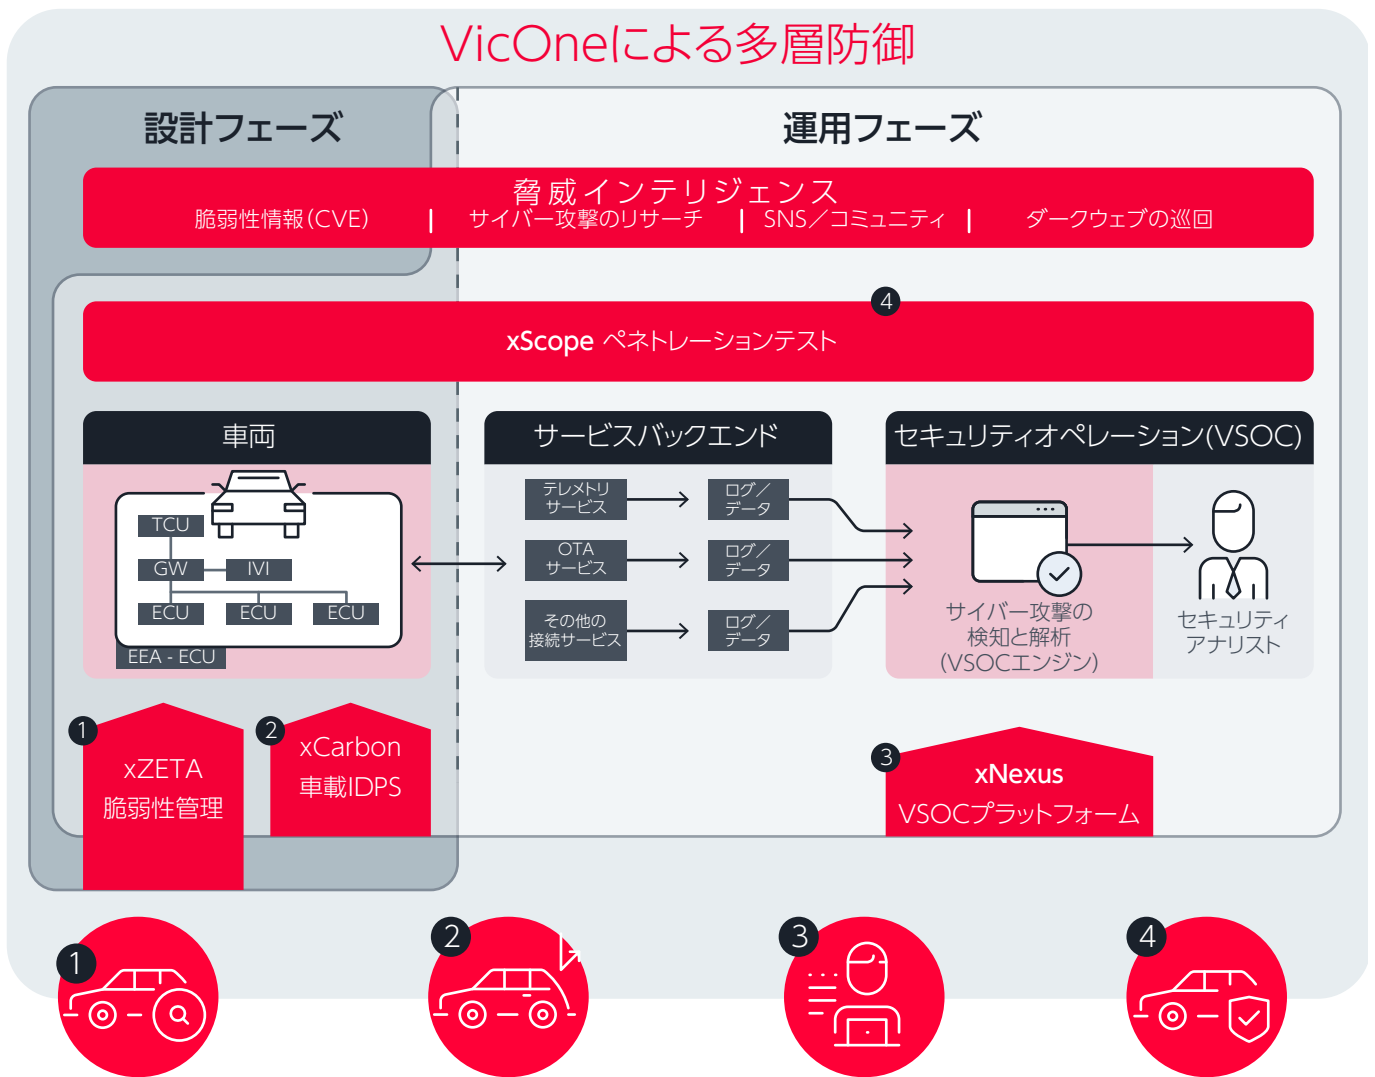 VicOneによる多層防御
設計フェーズ
運用フェーズ
脅威インテリジェンス
脆弱性情報(CVE)
サイバー攻撃のリサーチ
SNS／コミュニティ
ダークウェブの巡回
4
xScope ペネトレーションテスト
車両
TCU
GW
IVI
ECU
ECU
ECU
EEA - ECU
サービスバックエンド
テレメトリ
サービス
ログ／
データ
OTA
サービス
ログ／
データ
その他の
接続サービス
ログ／
データ
セキュリティオペレーション(VSOC)
サイバー攻撃の
検知と解析
(VSOCエンジン)
セキュリティ
アナリスト
1
xZETA
脆弱性管理
2
xCarbon
車載IDPS
3
xNexus
VSOCプラットフォーム
1
2
3
4